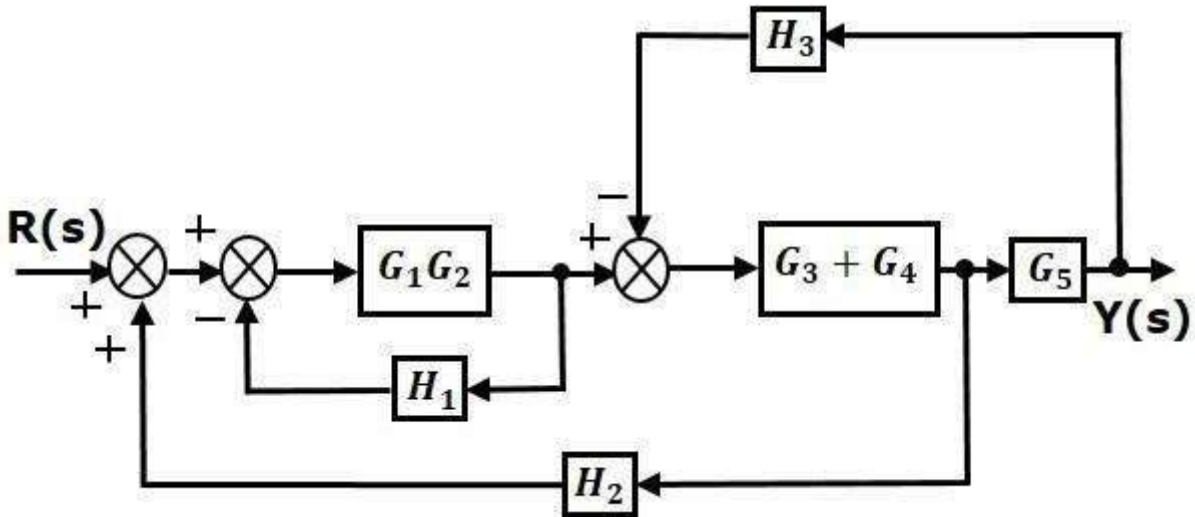 H₃
−
R(s)
+
+
G₁G₂
G₃ + G₄
G₅
+
−
Y(s)
+
H₁
H₂